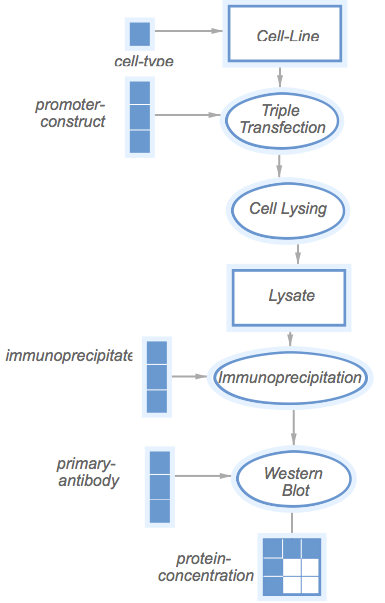 Cell-Line
cell-type
promoter-
construct
Triple
Transfection
Cell Lysing
Lysate
immunoprecipitate
Immunoprecipitation
primary-
antibody
Western
Blot
protein-
concentration